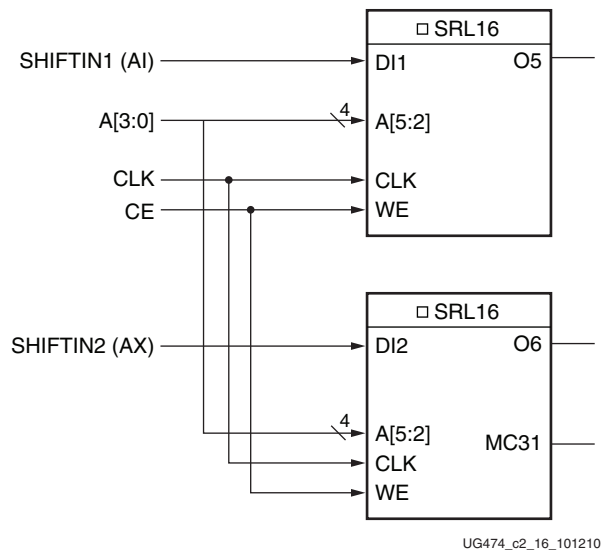 □ SRL16
SHIFTIN1 (AI)
DI1
O5
A[3:0]
4
A[5:2]
CLK
CLK
CE
WE
□ SRL16
SHIFTIN2 (AX)
DI2
O6
4
A[5:2]
MC31
CLK
WE
UG474_c2_16_101210